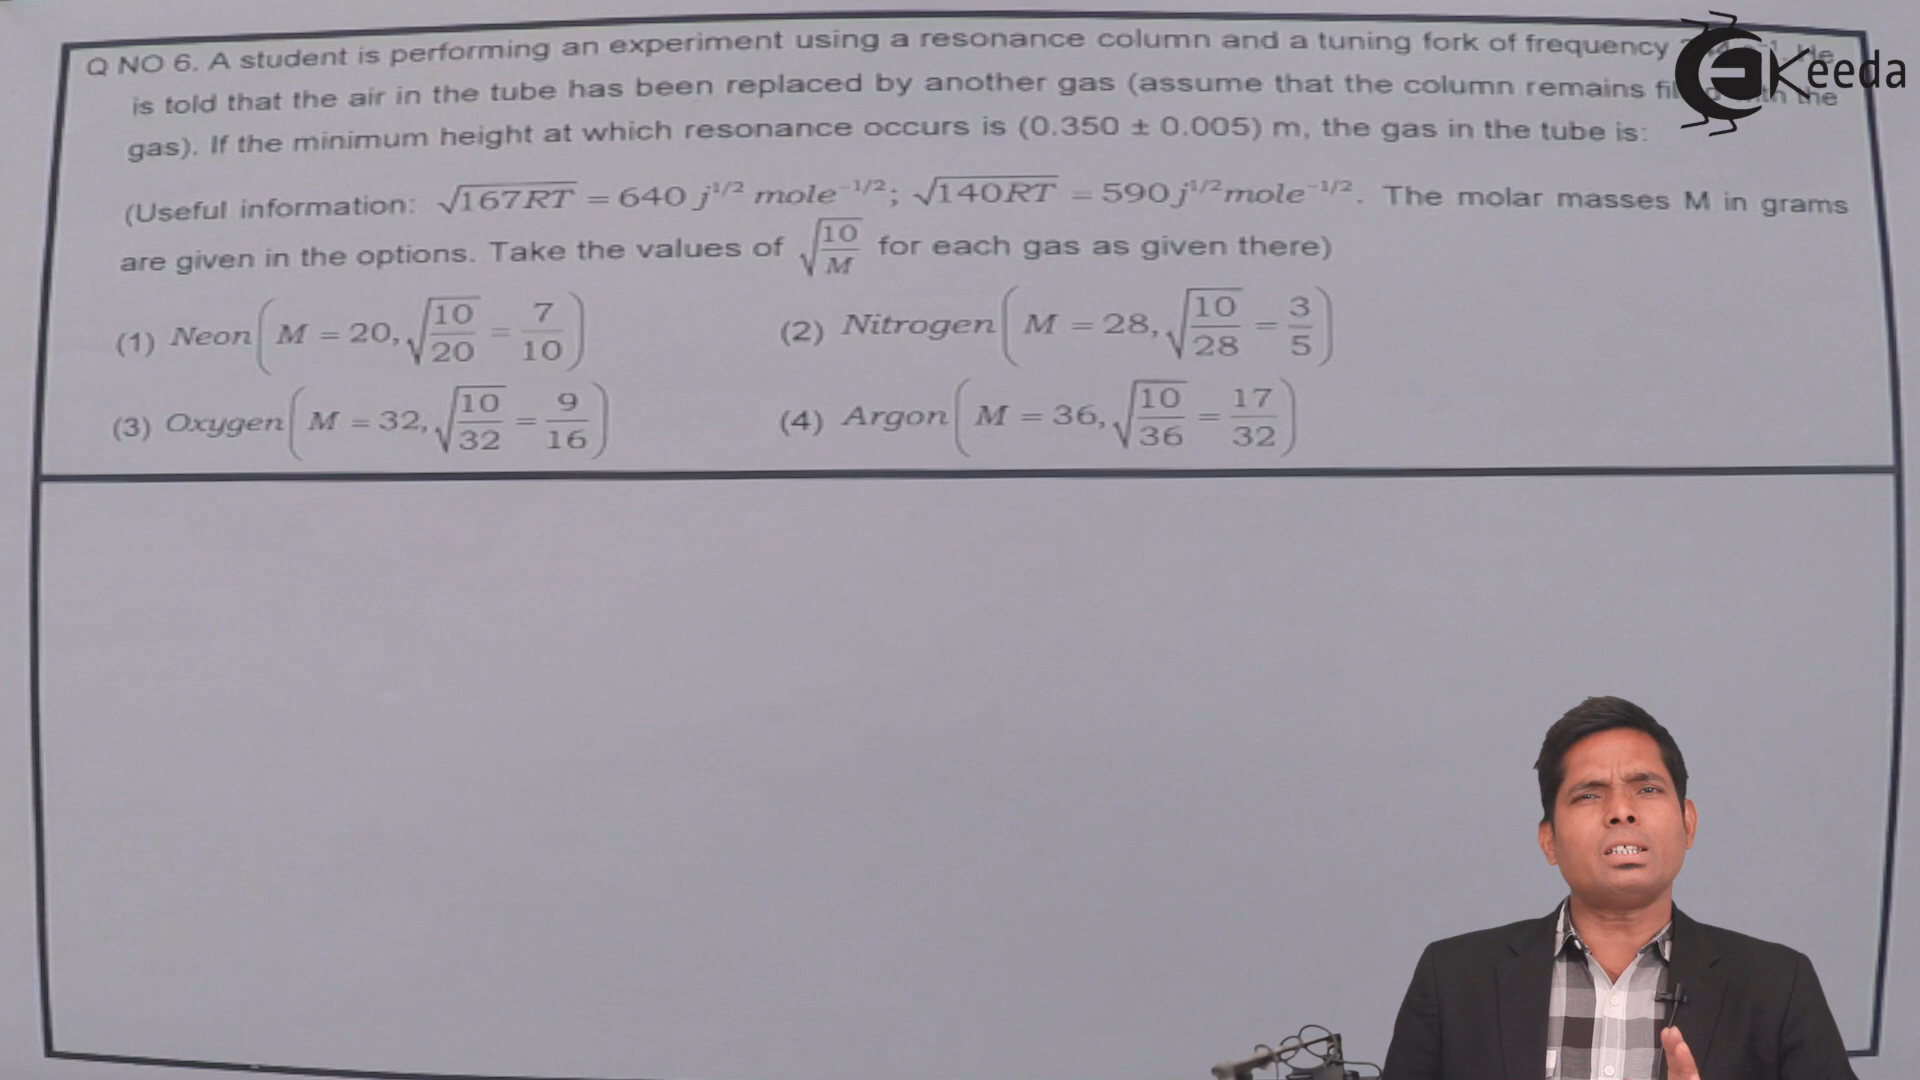 Q NO 6. A student is performing an experiment using a resonance column and a tuning fork of frequency He
is told that the air in the tube has been replaced by another gas (assume that the column remains with the
gas). If the minimum height at which resonance occurs is (0.350 ± 0.005) m, the gas in the tube is:
(Useful information: √167RT = 640 j^1/2 mole^-1/2; √140RT = 590 j^1/2 mole^-1/2. The molar masses M in grams
are given in the options. Take the values of √(10/M) for each gas as given there)
(1) Neon (M = 20, √(10/20) = 7/10) (2) Nitrogen (M = 28, √(10/28) = 3/5)
(3) Oxygen (M = 32, √(10/32) = 9/16) (4) Argon (M = 36, √(10/36) = 17/32)
eKeeda